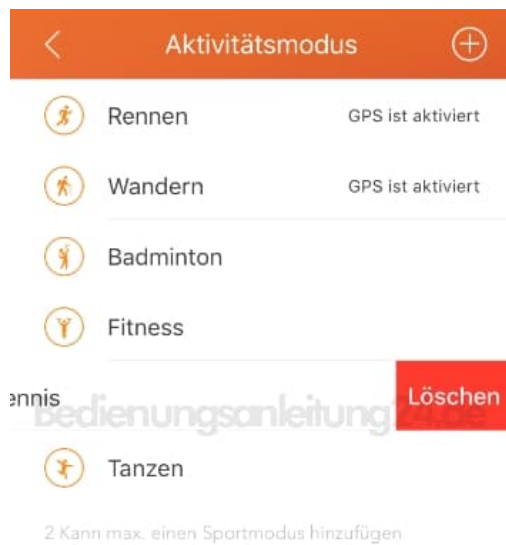 Aktivitätsmodus
Rennen GPS ist aktiviert
Wandern GPS ist aktiviert
Badminton
Fitness
ennis Löschen
Bedienungsanleitung24.de
Tanzen
2 Kann max. einen Sportmodus hinzufügen